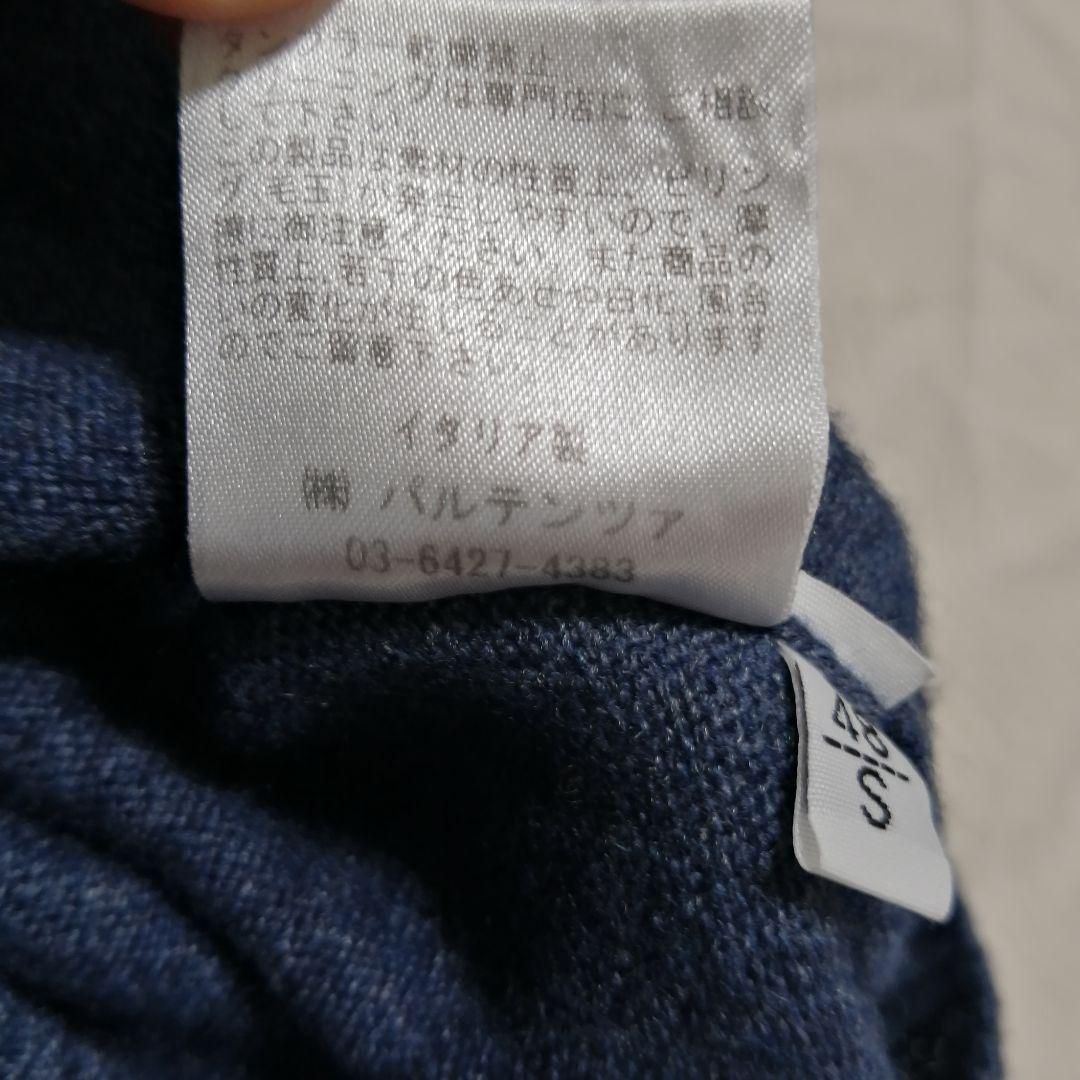 タンブラー乾燥禁止
クリーニングは専門店にご相談
して下さい。
この製品は素材の性質上、ピリン
グ(毛玉)が発生しやすいので、摩
擦に御注意ください。また商品の
性質上、若干の色あせや白化、風合
いの変化が生じることがあります
のでご留意下さい。
イタリア製
㈱ バルテンツァ
03-6427-4383
S